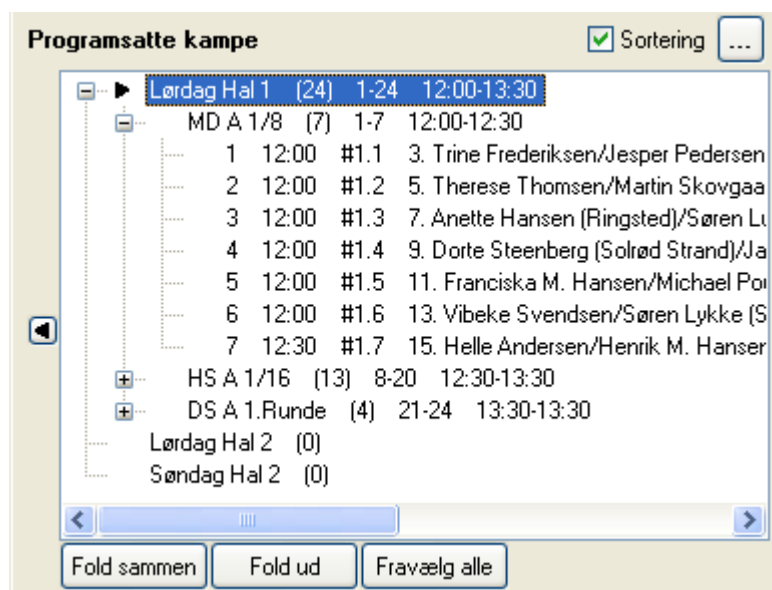 Programsatte kampe Sortering ...
Lørdag Hal 1 (24) 1-24 12:00-13:30
MD A 1/8 (7) 1-7 12:00-12:30
1 12:00 #1.1 3. Trine Frederiksen/Jesper Pedersen
2 12:00 #1.2 5. Therese Thomsen/Martin Skovgaa
3 12:00 #1.3 7. Anette Hansen (Ringsted)/Søren Lu
4 12:00 #1.4 9. Dorte Steenberg (Solrød Strand)/Ja
5 12:00 #1.5 11. Franciska M. Hansen/Michael Pou
6 12:00 #1.6 13. Vibeke Svendsen/Søren Lykke (S
7 12:30 #1.7 15. Helle Andersen/Henrik M. Hansen
HS A 1/16 (13) 8-20 12:30-13:30
DS A 1.Runde (4) 21-24 13:30-13:30
Lørdag Hal 2 (0)
Søndag Hal 2 (0)
Fold sammen Fold ud Fravælg alle